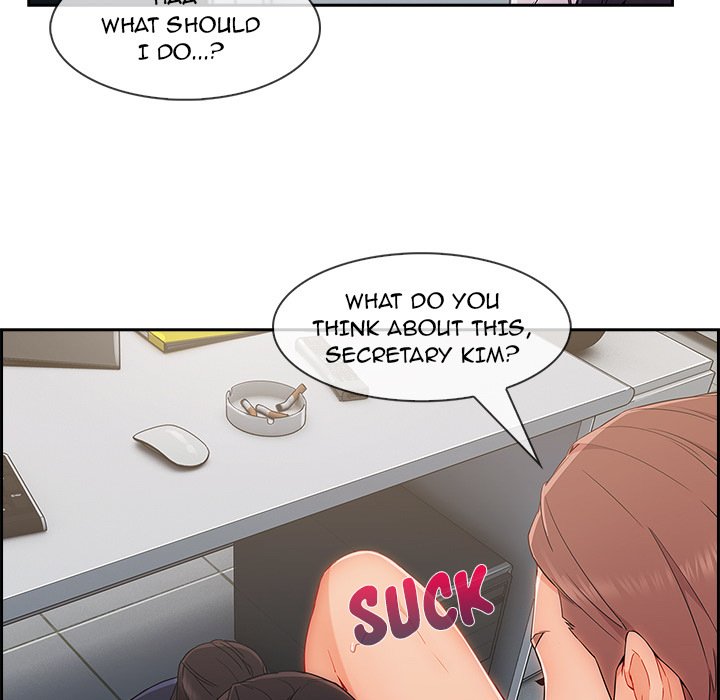 WHAT SHOULD
I DO...?
WHAT DO YOU
THINK ABOUT THIS,
SECRETARY KIM?
SUCK